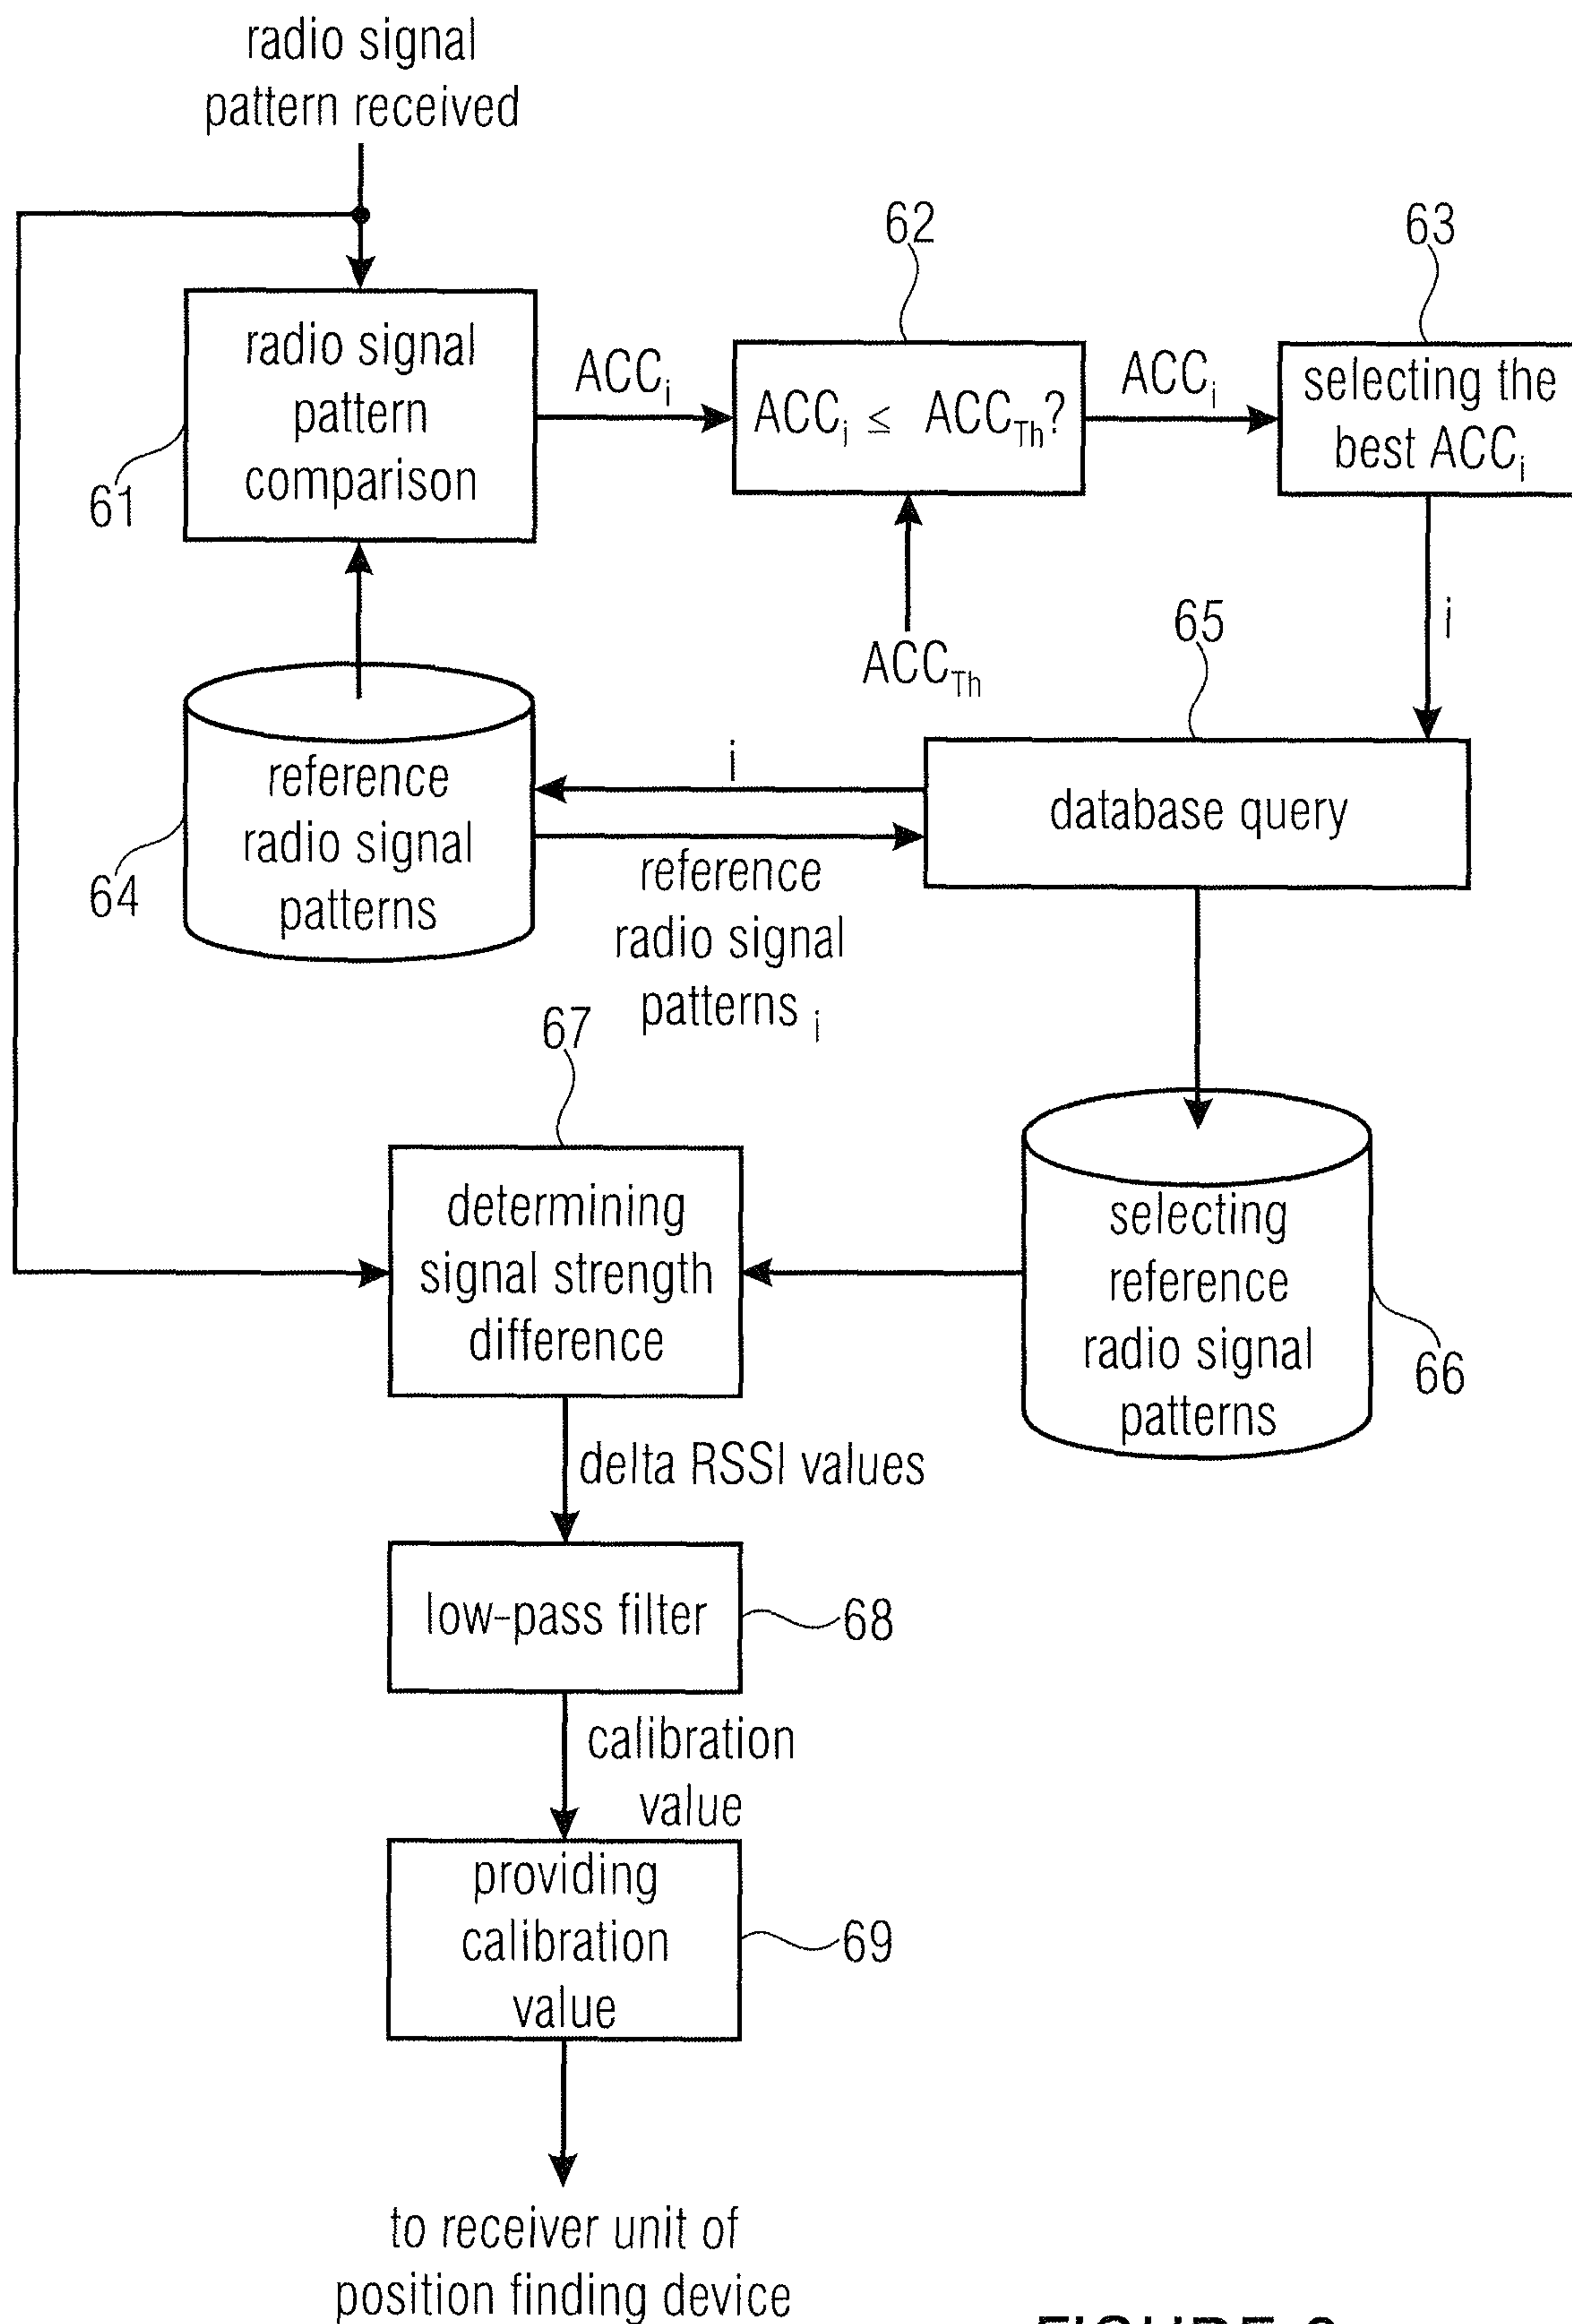 radio signal
pattern received
62
63
radio signal
pattern
comparison
ACCi
ACCi ≤ ACCTh?
ACCi
selecting the
best ACCi
61
ACCTh
65
i
reference
radio signal
patterns
64
i
database query
reference
radio signal
patterns i
67
determining
signal strength
difference
selecting
reference
radio signal
patterns
66
delta RSSI values
low-pass filter
68
calibration
value
providing
calibration
value
69
to receiver unit of
position finding device